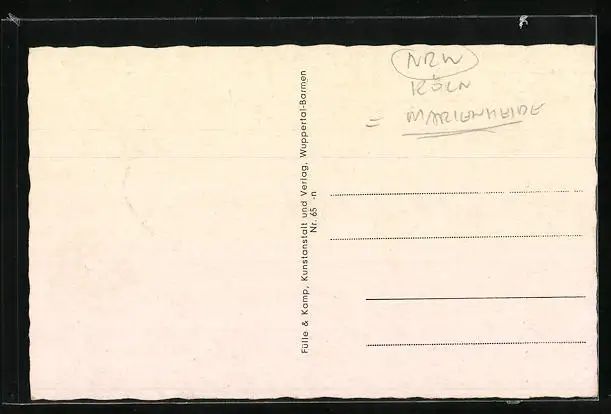 NRW
KÖLN
= MARIENHEIDE
Fülle & Kamp, Kunstanstalt und Verlag, Wuppertal-Barmen
Nr. 65 -n